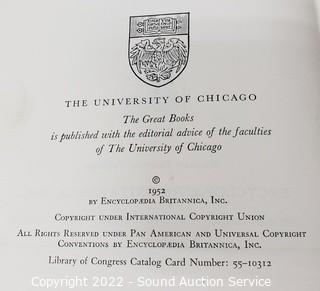 THE UNIVERSITY OF CHICAGO
The Great Books
is published with the editorial advice of the faculties
of The University of Chicago
©
1952
BY ENCYCLOPÆDIA BRITANNICA, INC.
COPYRIGHT UNDER INTERNATIONAL COPYRIGHT UNION
ALL RIGHTS RESERVED UNDER PAN AMERICAN AND UNIVERSAL COPYRIGHT
CONVENTIONS BY ENCYCLOPÆDIA BRITANNICA, INC.
Library of Congress Catalog Card Number: 55-10312
Copyright 2022 - Sound Auction Service